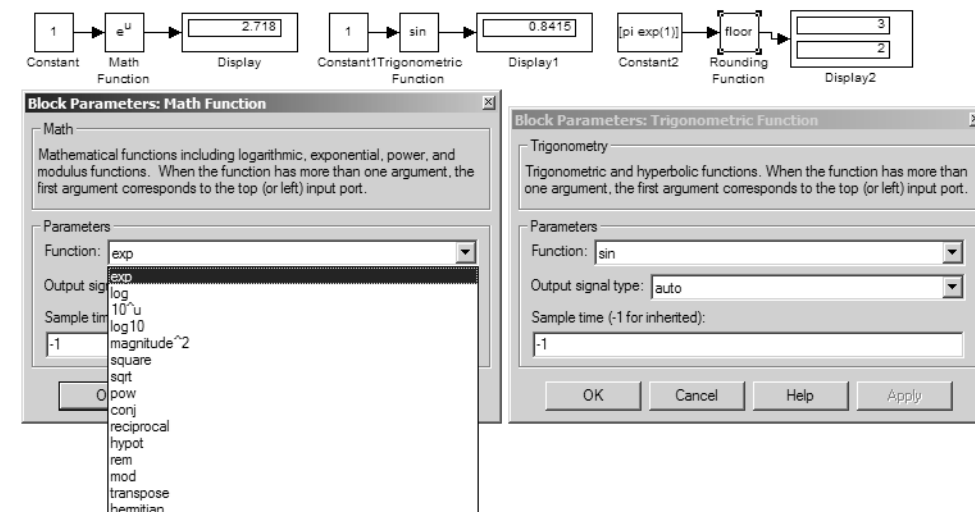 1
e^u
2.718
Constant
Math
Function
Display
1
sin
0.8415
Constant1
Trigonometric
Function
Display1
[pi exp(1)]
floor
3
2
Constant2
Rounding
Function
Display2
Block Parameters: Math Function
Math
Mathematical functions including logarithmic, exponential, power, and
modulus functions. When the function has more than one argument, the
first argument corresponds to the top (or left) input port.
Parameters
Function: exp
exp
Output sig
log
10^u
Sample tim
log10
magnitude^2
-1
square
sqrt
O
pow
conj
reciprocal
hypot
rem
mod
transpose
hermitian
Block Parameters: Trigonometric Function
Trigonometry
Trigonometric and hyperbolic functions. When the function has more than
one argument, the first argument corresponds to the top (or left) input port.
Parameters
Function: sin
Output signal type: auto
Sample time (-1 for inherited):
-1
OK Cancel Help Apply